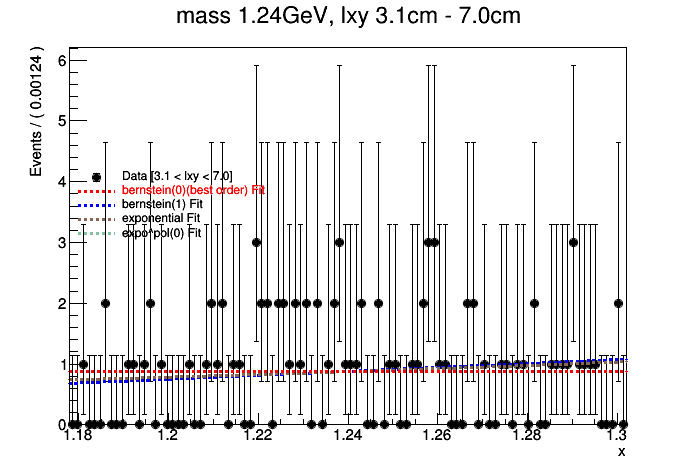 mass 1.24GeV, lxy 3.1cm - 7.0cm
Events / ( 0.00124 )
6
5
4
3
2
1
0
Data [3.1 < lxy < 7.0]
bernstein(0)(best order) Fit
bernstein(1) Fit
exponential Fit
expo*pol(0) Fit
1.18 1.2 1.22 1.24 1.26 1.28 1.3
x